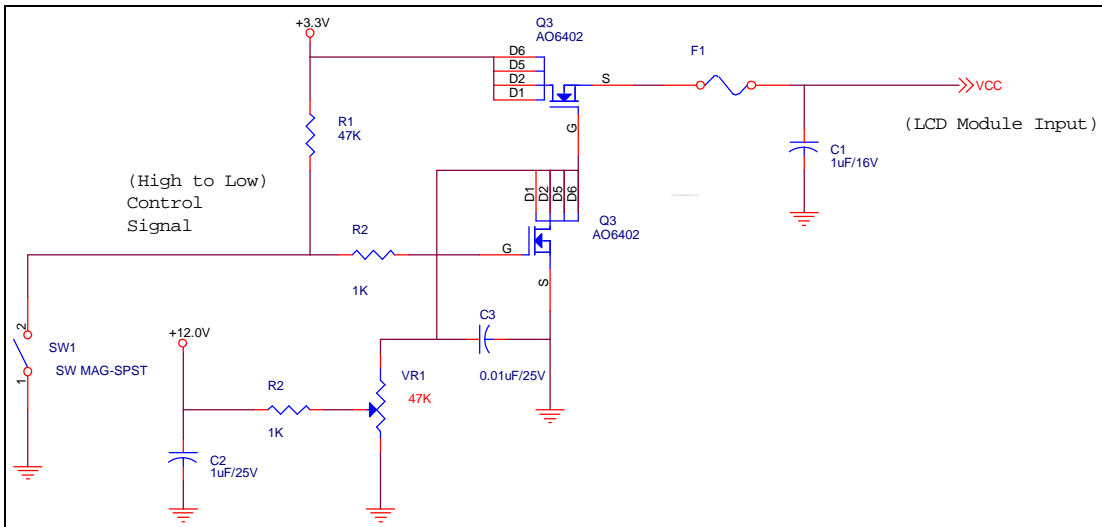 +3.3V
Q3
AO6402
D6
D5
D2
D1
S
G
F1
VCC
(LCD Module Input)
R1
47K
C1
1uF/16V
(High to Low)
Control
Signal
D1
D2
D5
D6
Q3
AO6402
R2
1K
G
S
2
1
SW1
SW MAG-SPST
+12.0V
C3
0.01uF/25V
R2
1K
VR1
47K
C2
1uF/25V